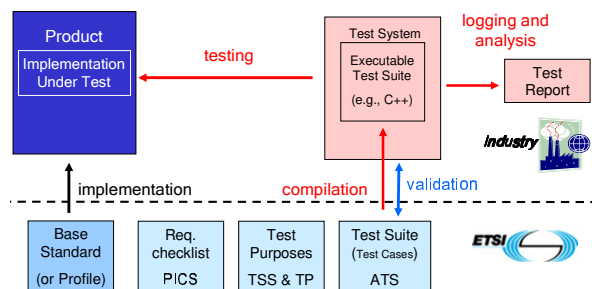 Product
Implementation
Under Test
testing
Test System
Executable
Test Suite
(e.g., C++)
logging and
analysis
Test
Report
industry
implementation
compilation
validation
Base
Standard
(or Profile)
Req.
checklist
PICS
Test
Purposes
TSS & TP
Test Suite
(Test Cases)
ATS
ETSI